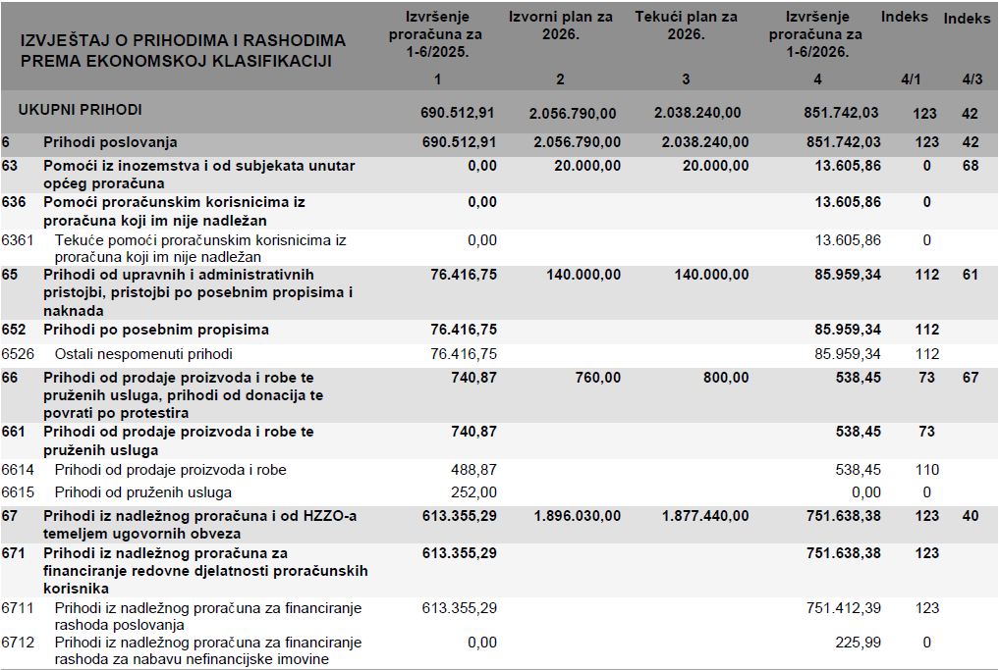 IZVJEŠTAJ O PRIHODIMA I RASHODIMA
PREMA EKONOMSKOJ KLASIFIKACIJI
Izvršenje
proračuna za
1-6/2025.
Izvorni plan za
2026.
Tekući plan za
2026.
Izvršenje
proračuna za
1-6/2026.
Indeks
Indeks
1 2 3 4 4/1 4/3
UKUPNI PRIHODI 690.512,91 2.056.790,00 2.038.240,00 851.742,03 123 42
6 Prihodi poslovanja 690.512,91 2.056.790,00 2.038.240,00 851.742,03 123 42
63 Pomoći iz inozemstva i od subjekata unutar 0,00 20.000,00 20.000,00 13.605,86 0 68
općeg proračuna
636 Pomoći proračunskim korisnicima iz 0,00 13.605,86 0
proračuna koji im nije nadležan
6361 Tekuće pomoći proračunskim korisnicima iz 0,00 13.605,86 0
proračuna koji im nije nadležan
65 Prihodi od upravnih i administrativnih 76.416,75 140.000,00 140.000,00 85.959,34 112 61
pristojbi, pristojbi po posebnim propisima i
naknada
652 Prihodi po posebnim propisima 76.416,75 85.959,34 112
6526 Ostali nespomenuti prihodi 76.416,75 85.959,34 112
66 Prihodi od prodaje proizvoda i robe te 740,87 760,00 800,00 538,45 73 67
pruženih usluga, prihodi od donacija te
povrati po protestira
661 Prihodi od prodaje proizvoda i robe te 740,87 538,45 73
pruženih usluga
6614 Prihodi od prodaje proizvoda i robe 488,87 538,45 110
6615 Prihodi od pruženih usluga 252,00 0,00 0
67 Prihodi iz nadležnog proračuna i od HZZO-a 613.355,29 1.896.030,00 1.877.440,00 751.638,38 123 40
temeljem ugovornih obveza
671 Prihodi iz nadležnog proračuna za 613.355,29 751.638,38 123
financiranje redovne djelatnosti proračunskih
korisnika
6711 Prihodi iz nadležnog proračuna za financiranje 613.355,29 751.412,39 123
rashoda poslovanja
6712 Prihodi iz nadležnog proračuna za financiranje 0,00 225,99 0
rashoda za nabavu nefinancijske imovine